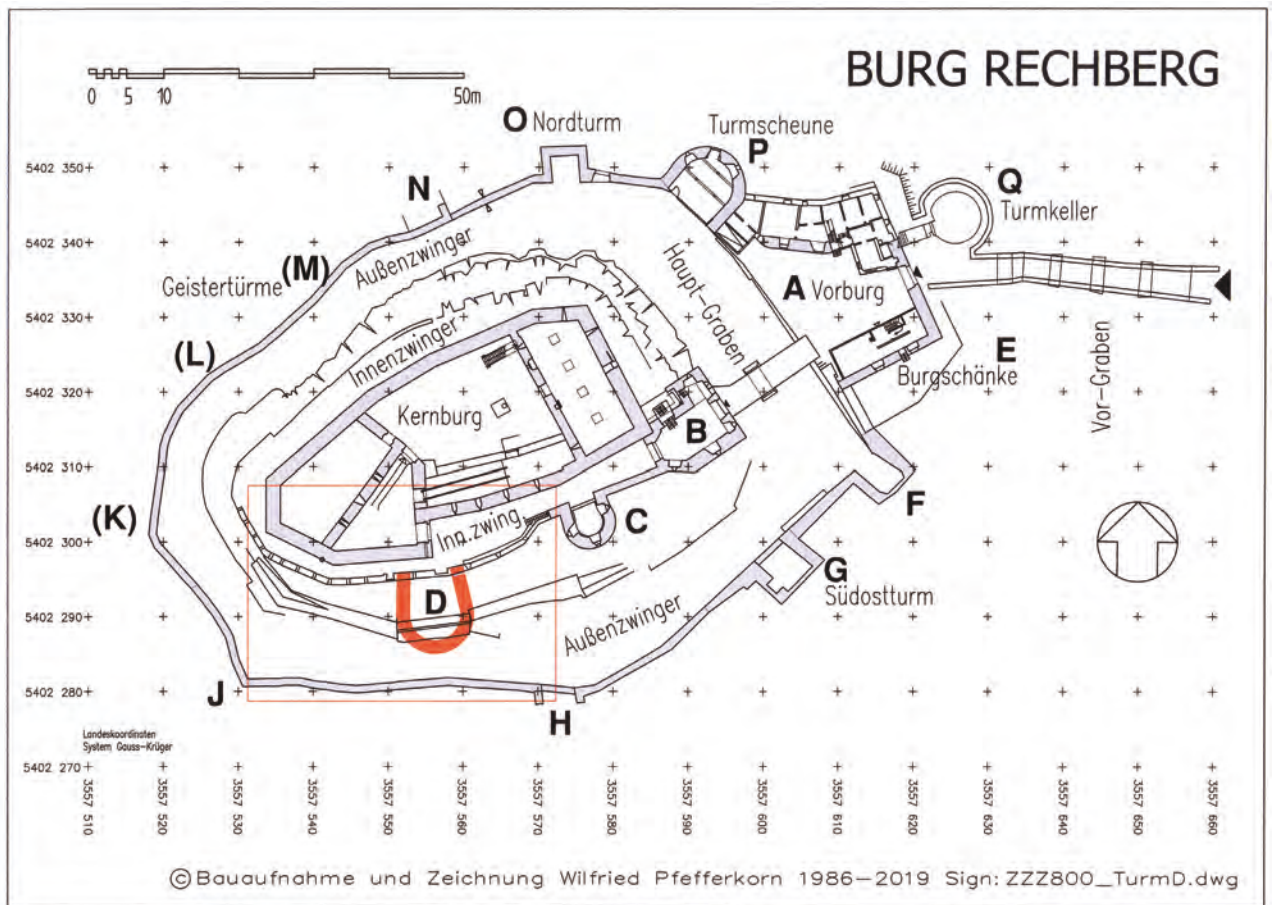 BURG RECHBERG
0 5 10 50m
O Nordturm
Turmscheune
P
N
Q
Turmkeller
(M)
Außenzwinger
Geistertürme
Haupt-Graben
A Vorburg
Innenzwinger
(L)
E
Burgschänke
Vor-Graben
Kernburg
B
(K)
Inn.zwing
C
F
D
G
Südostturm
Außenzwinger
J
H
5402 350
5402 340
5402 330
5402 320
5402 310
5402 300
5402 290
5402 280
5402 270
Landeskoordinaten
System Gauss-Krüger
3557 510
3557 520
3557 530
3557 540
3557 550
3557 560
3557 570
3557 580
3557 590
3557 600
3557 610
3557 620
3557 630
3557 640
3557 650
3557 660
©Bauaufnahme und Zeichnung Wilfried Pfefferkorn 1986-2019 Sign: ZZZ800_TurmD.dwg